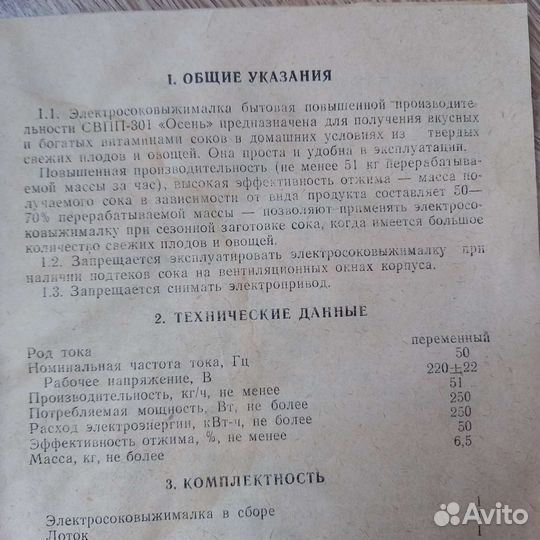 1. ОБЩИЕ УКАЗАНИЯ
1.1. Электросоковыжималка бытовая повышенной производите-
льности СВПП-301 «Осень» предназначена для получения вкусных
и богатых витаминами соков в домашних условиях из твердых
свежих плодов и овощей. Она проста и удобна в эксплуатации.
Повышенная производительность (не менее 51 кг перерабатыва-
емой массы за час), высокая эффективность отжима — масса по-
лучаемого сока в зависимости от вида продукта составляет 50—
70% перерабатываемой массы — позволяют применять электросо-
ковыжималку при сезонной заготовке сока, когда имеется большое
количество свежих плодов и овощей.
1.2. Запрещается эксплуатировать электросоковыжималку при
наличии подтеков сока на вентиляционных окнах корпуса.
1.3. Запрещается снимать электропривод.
2. ТЕХНИЧЕСКИЕ ДАННЫЕ
Род тока переменный
Номинальная частота тока, Гц 50
Рабочее напряжение, В 220±22
Производительность, кг/ч, не менее 51
Потребляемая мощность, Вт, не более 250
Расход электроэнергии, кВт-ч, не более 250
Эффективность отжима, %, не менее 50
Масса, кг, не более 6,5
3. КОМПЛЕКТНОСТЬ
Электросоковыжималка в сборе 1
Лоток 1
Avito